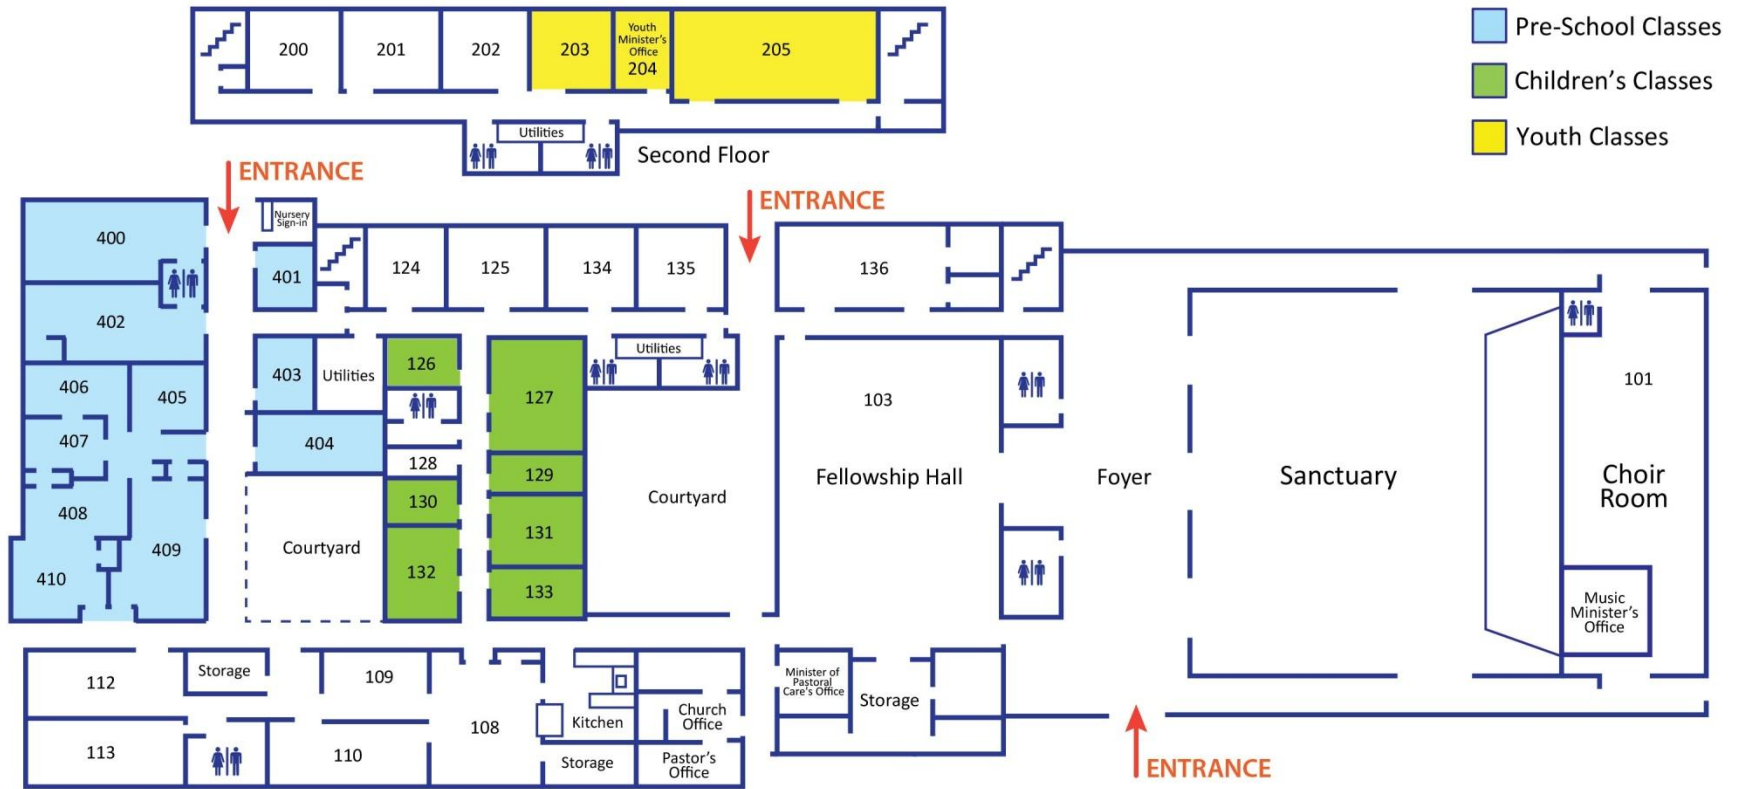 200
201
202
203
Youth
Minister's
Office
204
205
Utilities
Second Floor
Pre-School Classes
Children's Classes
Youth Classes
ENTRANCE
ENTRANCE
400
Nursery
Sign-in
401
402
124
125
134
135
136
403
Utilities
126
127
Utilities
406
405
407
404
128
129
130
131
132
133
408
409
410
Courtyard
Courtyard
103
Fellowship Hall
Foyer
Sanctuary
101
Choir
Room
Music
Minister's
Office
112
Storage
109
113
110
108
Kitchen
Storage
Church
Office
Pastor's
Office
Minister of
Pastoral
Care's Office
Storage
ENTRANCE